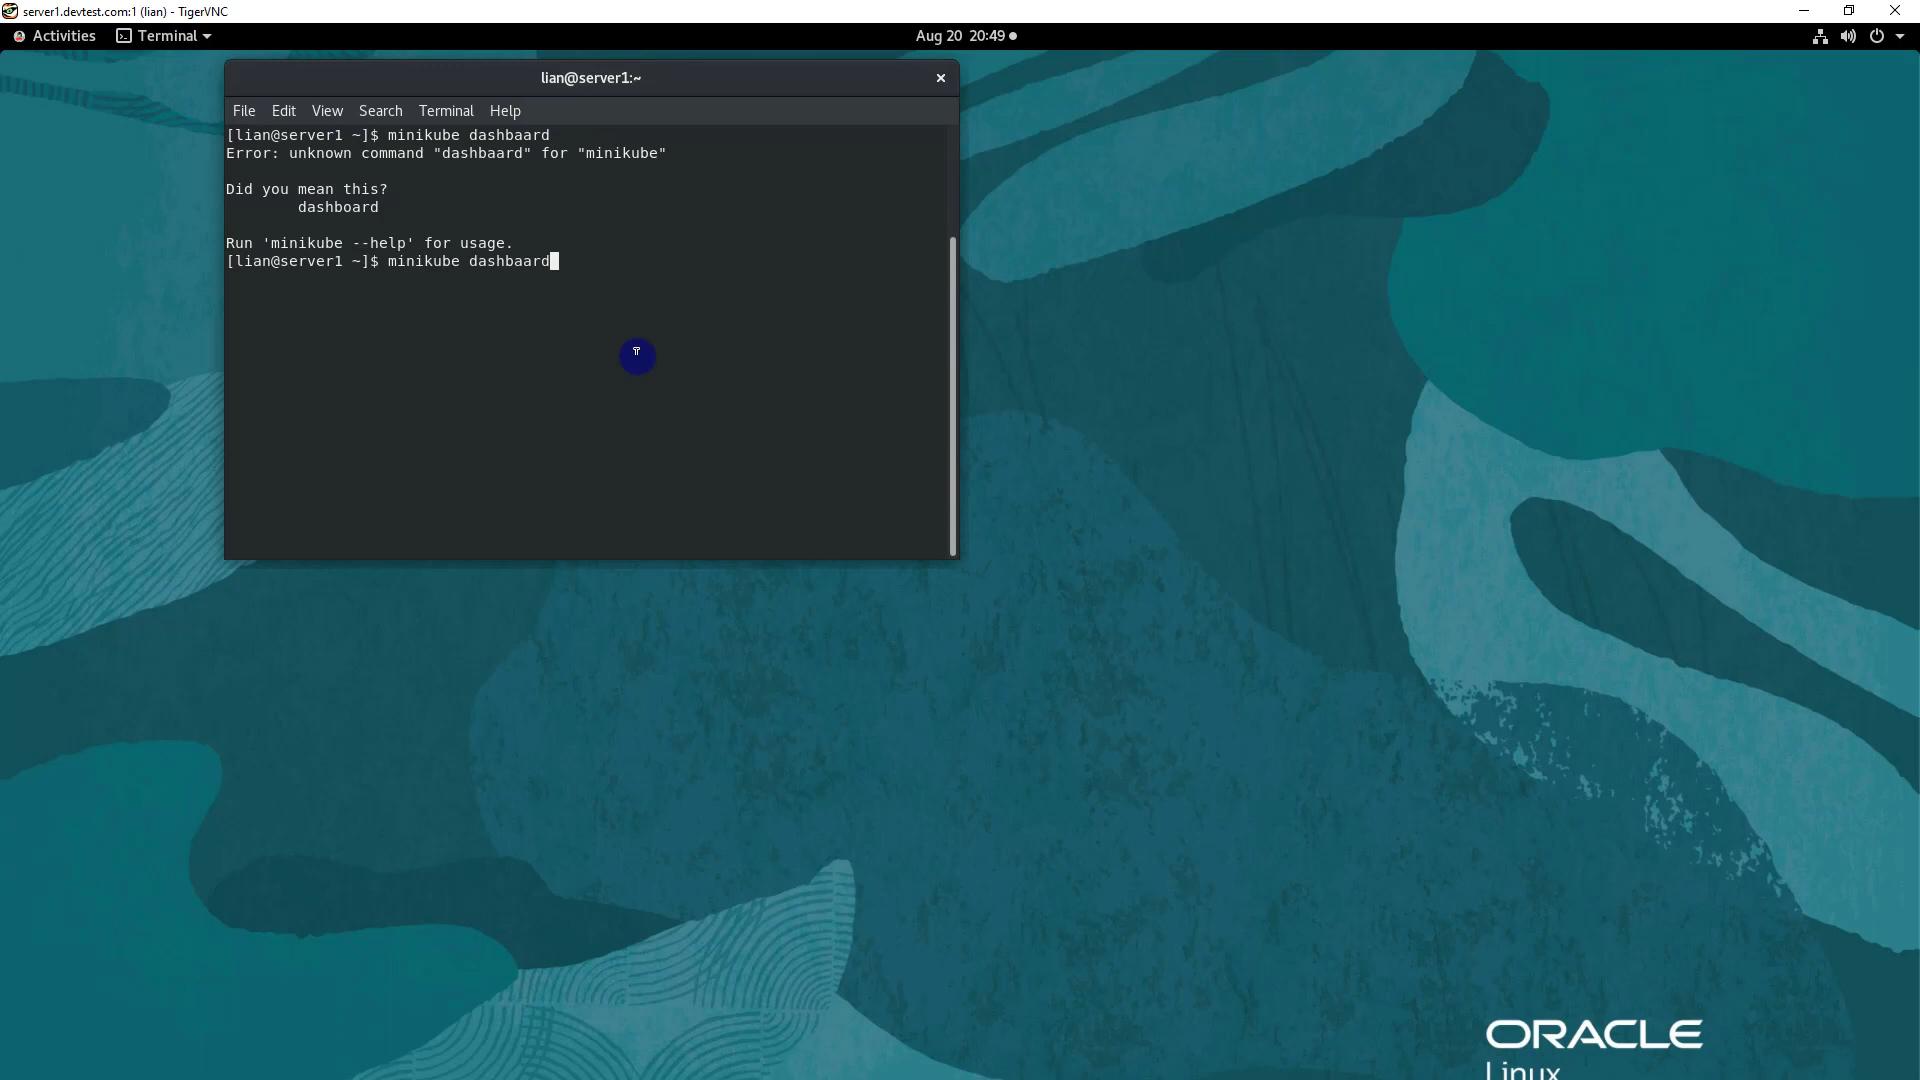 server1.devtest.com:1 (lian) - TigerVNC
Activities Terminal Aug 20 20:49
lian@server1:~
File Edit View Search Terminal Help
[lian@server1 ~]$ minikube dashbaard
Error: unknown command "dashbaard" for "minikube"
Did you mean this?
dashboard
Run 'minikube --help' for usage.
[lian@server1 ~]$ minikube dashbaard
ORACLE
Linux